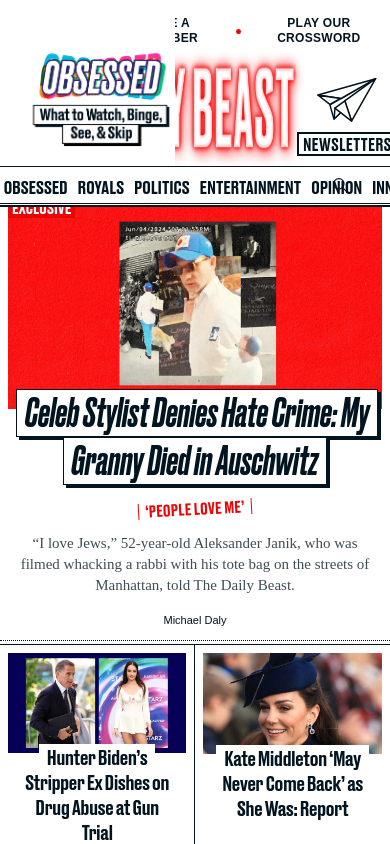 E A
BER
PLAY OUR
CROSSWORD
OBSESSED
What to Watch, Binge,
See, & Skip
Y BEAST
NEWSLETTERS
OBSESSED ROYALS POLITICS ENTERTAINMENT OPINION INN
EXCLUSIVE
Celeb Stylist Denies Hate Crime: My
Granny Died in Auschwitz
‘PEOPLE LOVE ME’
“I love Jews,” 52-year-old Aleksander Janik, who was
filmed whacking a rabbi with his tote bag on the streets of
Manhattan, told The Daily Beast.
Michael Daly
Hunter Biden’s
Stripper Ex Dishes on
Drug Abuse at Gun
Trial
Kate Middleton ‘May
Never Come Back’ as
She Was: Report